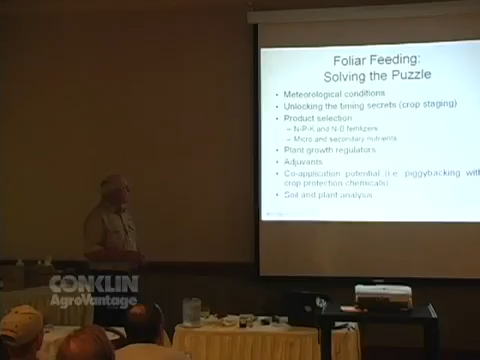 Foliar Feeding:
Solving the Puzzle
• Meteorological conditions
• Unlocking the timing secrets (crop staging)
• Product selection
– N-P-K and N-D fertilizers
– Micro and secondary nutrients
• Plant growth regulators
• Adjuvants
• Co-application potential (i.e. piggybacking with
crop protection chemicals)
• Soil and plant analysis
CONKLIN
AgroVantage